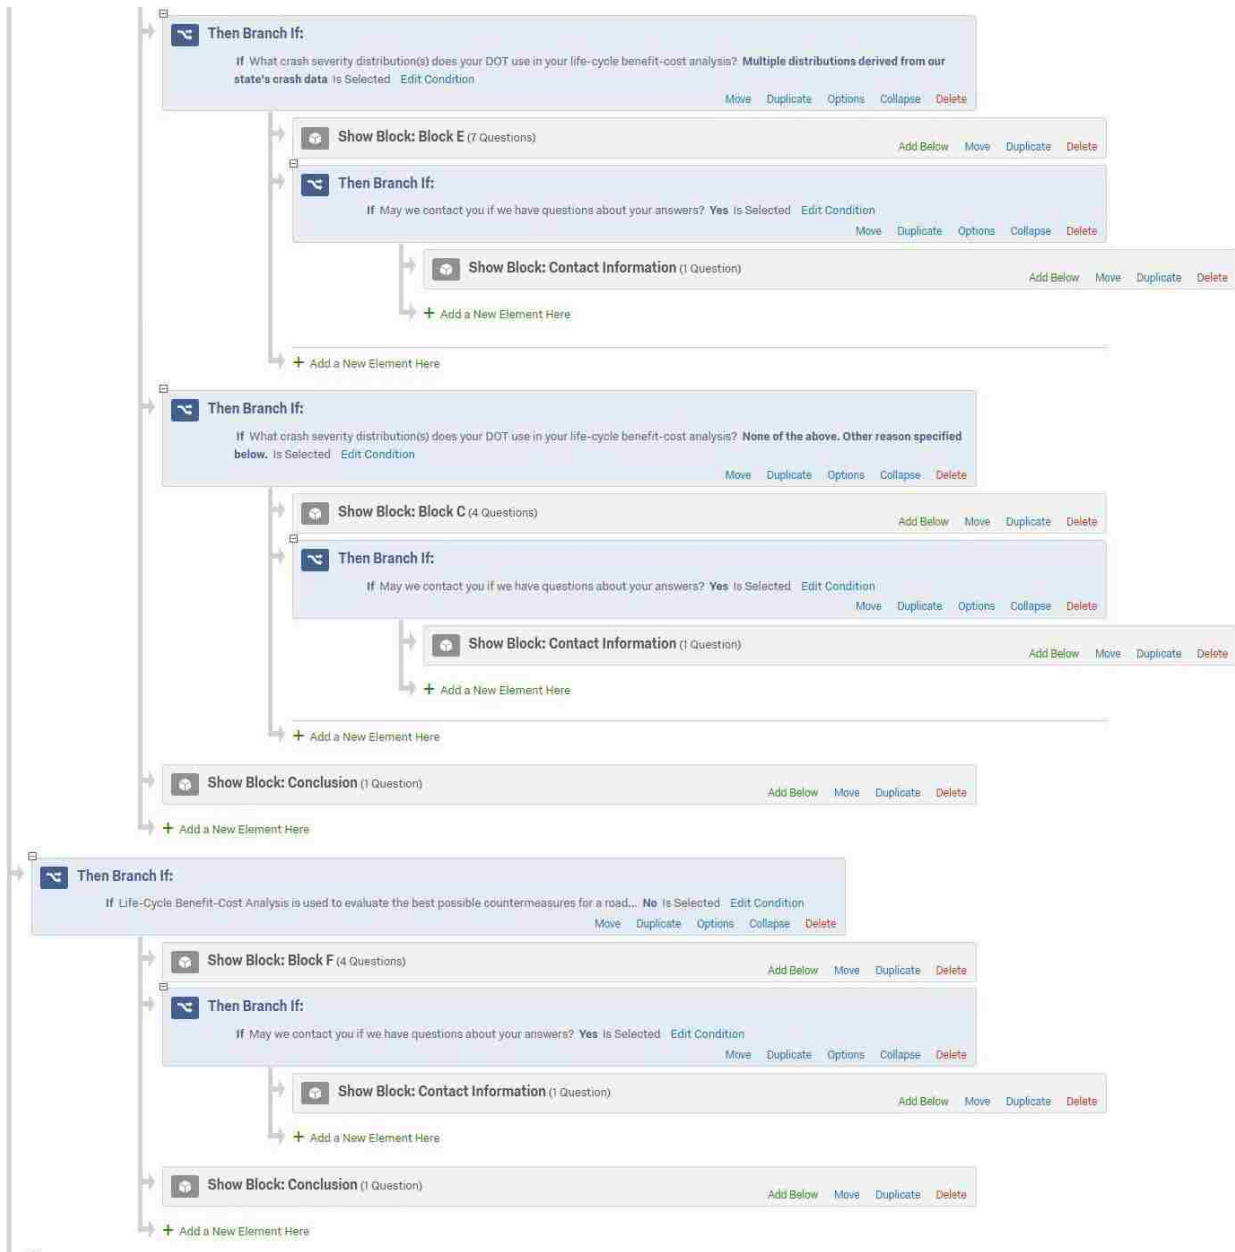 Then Branch If:
If What crash severity distribution(s) does your DOT use in your life-cycle benefit-cost analysis? Multiple distributions derived from our
state's crash data Is Selected Edit Condition
Move Duplicate Options Collapse Delete
Show Block: Block E (7 Questions)
Add Below Move Duplicate Delete
Then Branch If:
If May we contact you if we have questions about your answers? Yes Is Selected Edit Condition
Move Duplicate Options Collapse Delete
Show Block: Contact Information (1 Question)
Add Below Move Duplicate Delete
+ Add a New Element Here
+ Add a New Element Here
Then Branch If:
If What crash severity distribution(s) does your DOT use in your life-cycle benefit-cost analysis? None of the above. Other reason specified
below. Is Selected Edit Condition
Move Duplicate Options Collapse Delete
Show Block: Block C (4 Questions)
Add Below Move Duplicate Delete
Then Branch If:
If May we contact you if we have questions about your answers? Yes Is Selected Edit Condition
Move Duplicate Options Collapse Delete
Show Block: Contact Information (1 Question)
Add Below Move Duplicate Delete
+ Add a New Element Here
+ Add a New Element Here
Show Block: Conclusion (1 Question)
Add Below Move Duplicate Delete
+ Add a New Element Here
Then Branch If:
If Life-Cycle Benefit-Cost Analysis is used to evaluate the best possible countermeasures for a road... No Is Selected Edit Condition
Move Duplicate Options Collapse Delete
Show Block: Block F (4 Questions)
Add Below Move Duplicate Delete
Then Branch If:
If May we contact you if we have questions about your answers? Yes Is Selected Edit Condition
Move Duplicate Options Collapse Delete
Show Block: Contact Information (1 Question)
Add Below Move Duplicate Delete
+ Add a New Element Here
Show Block: Conclusion (1 Question)
Add Below Move Duplicate Delete
+ Add a New Element Here